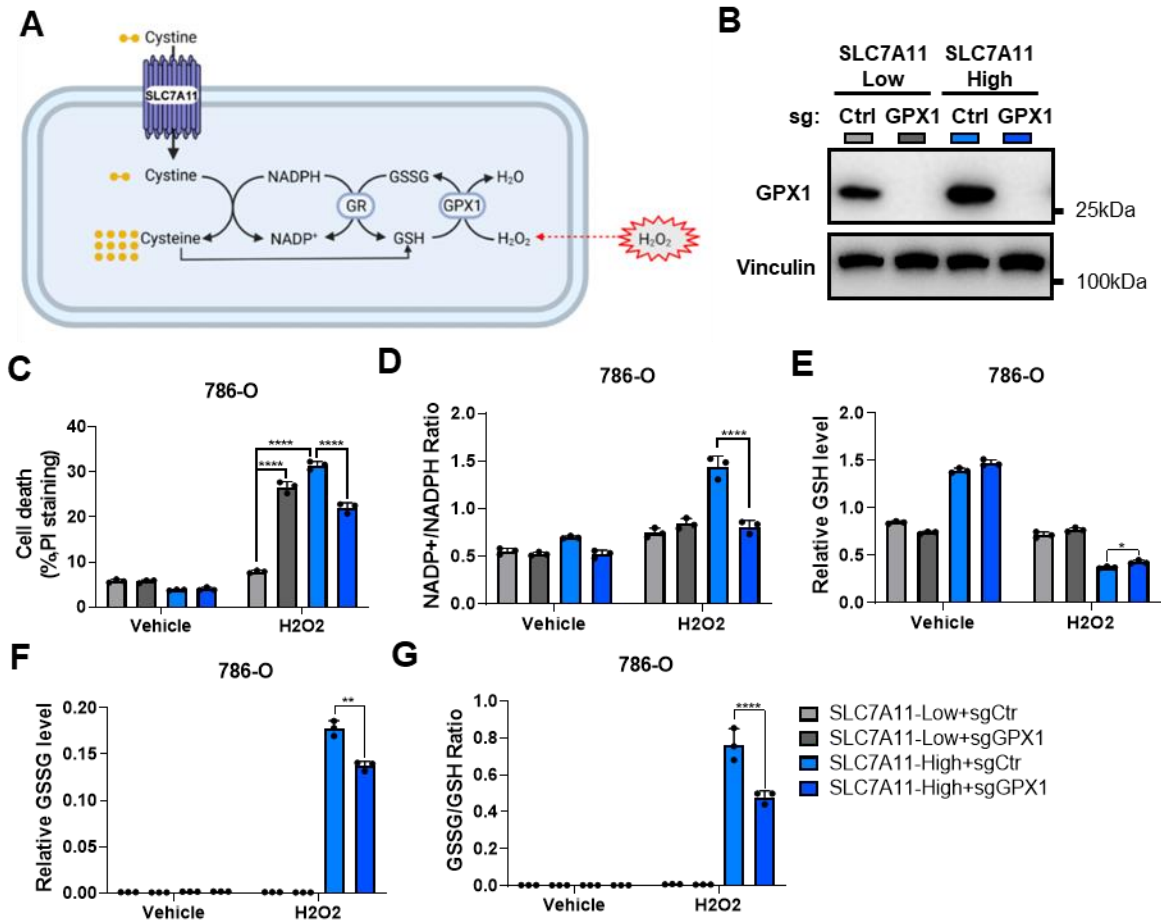 A
Cystine
SLC7A11
Cystine
NADPH
GSSG
H₂O
GR
GPX1
Cysteine
NADP⁺
GSH
H₂O₂
H₂O₂
B
SLC7A11 SLC7A11
Low High
sg: Ctrl GPX1 Ctrl GPX1
GPX1
25kDa
Vinculin
100kDa
C
786-O
Cell death
(%,PI staining)
40
30
20
10
0
**** ****
****
Vehicle H2O2
D
786-O
NADP+/NADPH Ratio
2.0
1.5
1.0
0.5
0.0
****
Vehicle H2O2
E
786-O
Relative GSH level
2.0
1.5
1.0
0.5
0.0
*
Vehicle H2O2
F
786-O
Relative GSSG level
0.20
0.15
0.10
0.05
0.00
**
Vehicle H2O2
G
786-O
GSSG/GSH Ratio
1.0
0.8
0.6
0.4
0.2
0.0
****
Vehicle H2O2
SLC7A11-Low+sgCtr
SLC7A11-Low+sgGPX1
SLC7A11-High+sgCtr
SLC7A11-High+sgGPX1